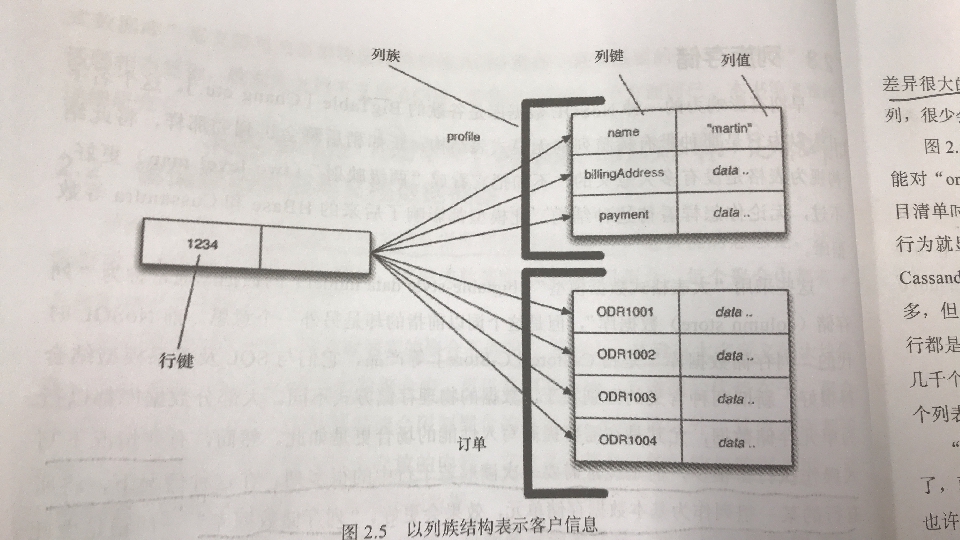 列族
列键
列值
profile
name
"martin"
billingAddress
data ..
payment
data ..
1234
行键
ODR1001
data ..
ODR1002
data ..
ODR1003
data ..
ODR1004
data ..
订单
图 2.5 以列族结构表示客户信息
差异很大的
列，很少
图 2.
能对“or
目清单
行为就
Cassand
多，但
行都是
几千个
个列表
“
了，
也许